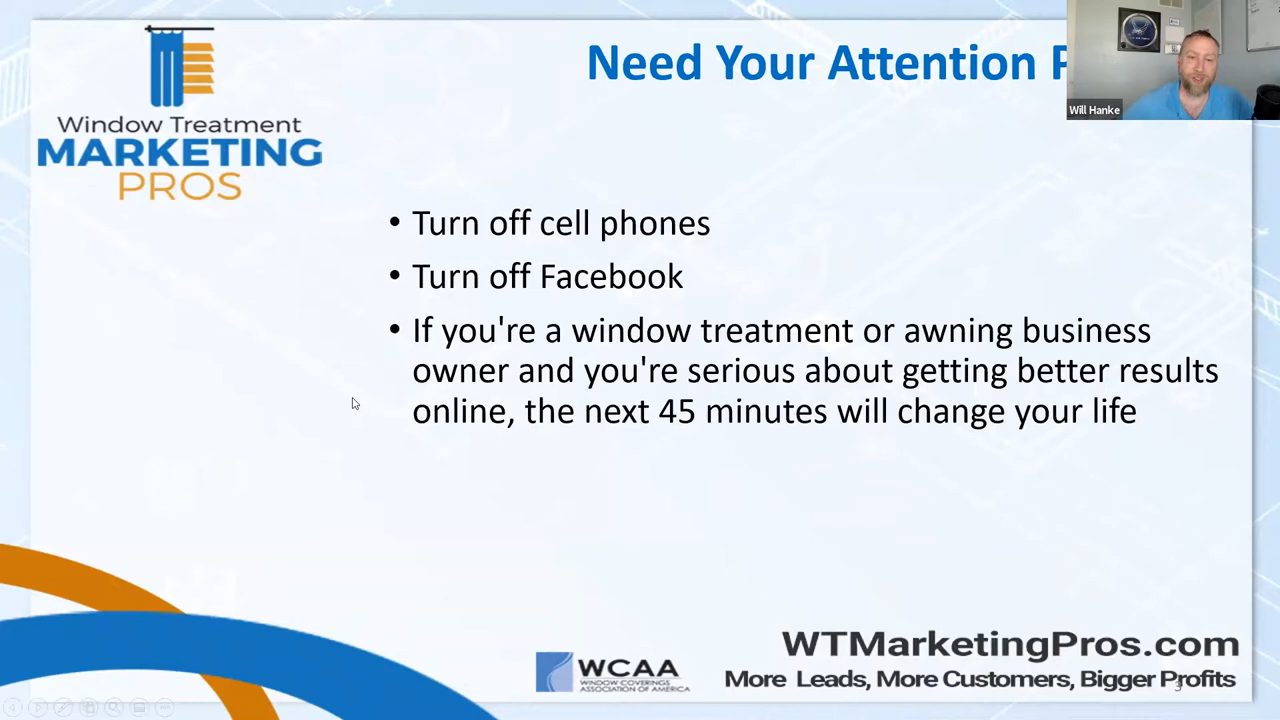 Need Your Attention P
Will Hanke
Window Treatment
MARKETING
PROS
• Turn off cell phones
• Turn off Facebook
• If you're a window treatment or awning business
owner and you're serious about getting better results
online, the next 45 minutes will change your life
WCAA
WINDOW COVERINGS
ASSOCIATION OF AMERICA
WTMarketingPros.com
More Leads, More Customers, Bigger Profits
3